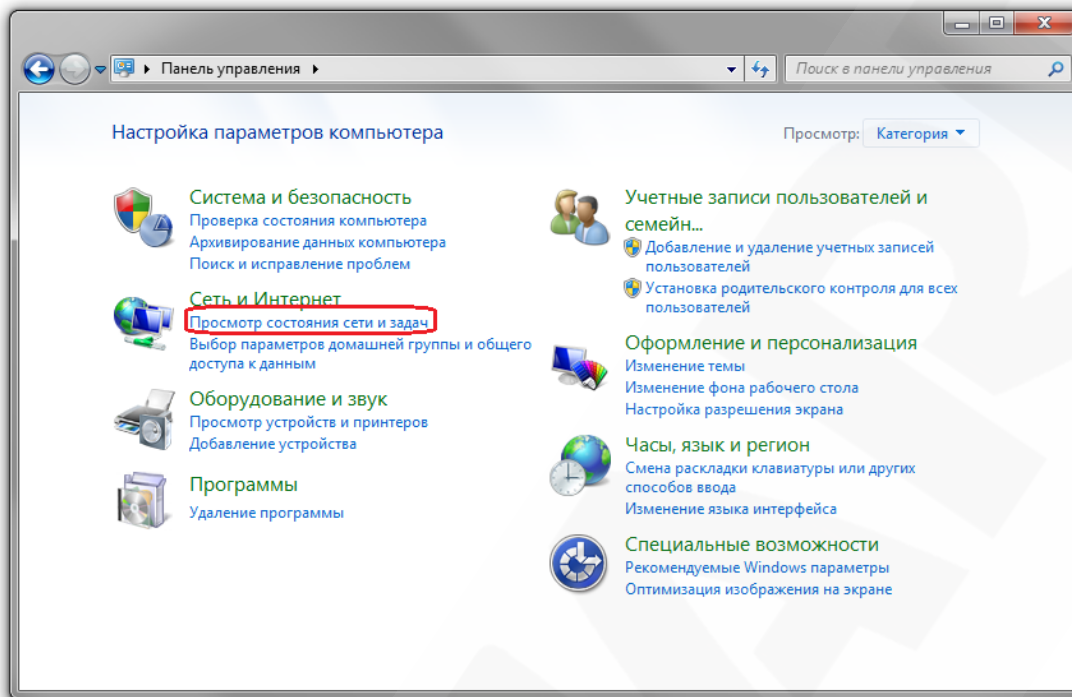 Панель управления
Поиск в панели управления
Настройка параметров компьютера
Просмотр: Категория
Система и безопасность
Проверка состояния компьютера
Архивирование данных компьютера
Поиск и исправление проблем
Сеть и Интернет
Просмотр состояния сети и задач
Выбор параметров домашней группы и общего
доступа к данным
Оборудование и звук
Просмотр устройств и принтеров
Добавление устройства
Программы
Удаление программы
Учетные записи пользователей и
семейн...
Добавление и удаление учетных записей
пользователей
Установка родительского контроля для всех
пользователей
Оформление и персонализация
Изменение темы
Изменение фона рабочего стола
Настройка разрешения экрана
Часы, язык и регион
Смена раскладки клавиатуры или других
способов ввода
Изменение языка интерфейса
Специальные возможности
Рекомендуемые Windows параметры
Оптимизация изображения на экране